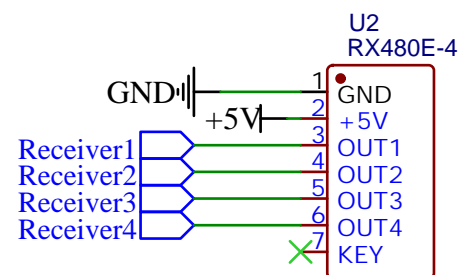 U2
RX480E-4
GND 1 GND
+5V 2 +5V
Receiver1 3 OUT1
Receiver2 4 OUT2
Receiver3 5 OUT3
Receiver4 6 OUT4
7 KEY